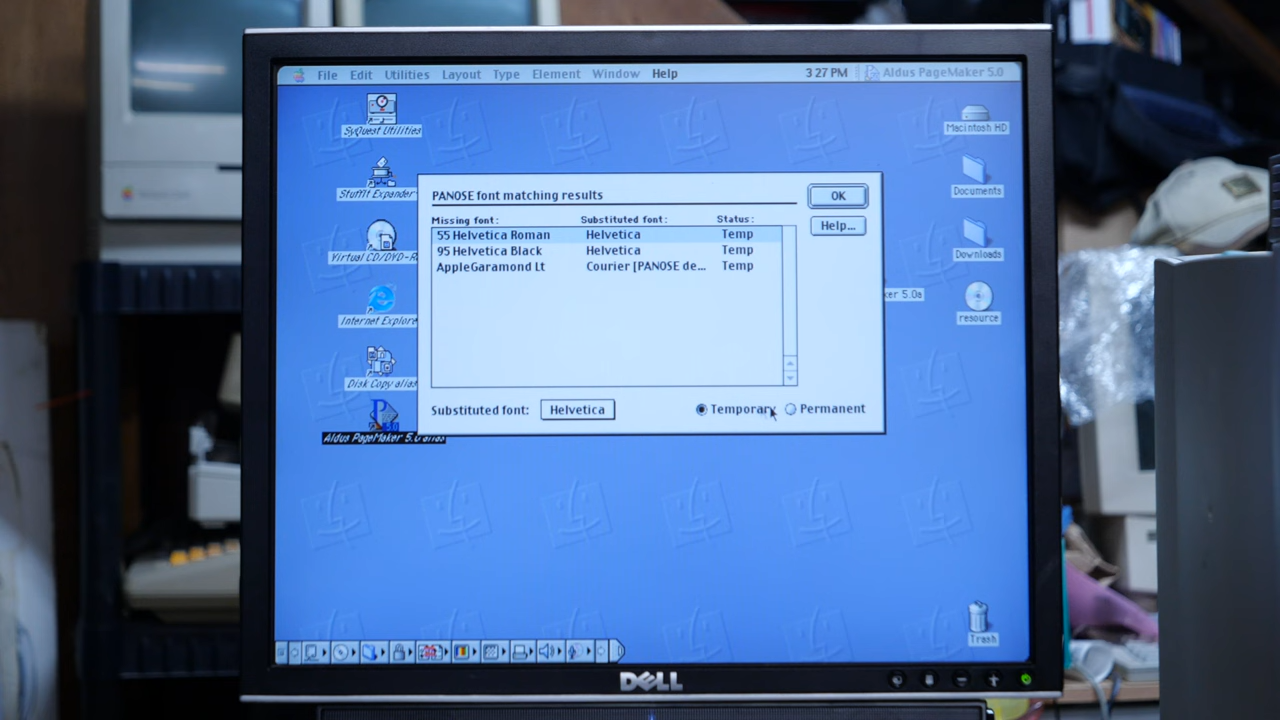 File Edit Utilities Layout Type Element Window Help 3:27 PM Aldus PageMaker 5.0
SyQuest Utilities
Macintosh HD
StuffIt Expander
Documents
PANOSE font matching results
OK
Missing font: Substituted font: Status:
Help...
55 Helvetica Roman Helvetica Temp
95 Helvetica Black Helvetica Temp
AppleGaramond Lt Courier [PANOSE de... Temp
Virtual CD/DVD-R
Downloads
Internet Explore
ker 5.0a
resource
Disk Copy alias
Substituted font: Helvetica Temporary Permanent
Aldus PageMaker 5.0 alias
Trash
DELL